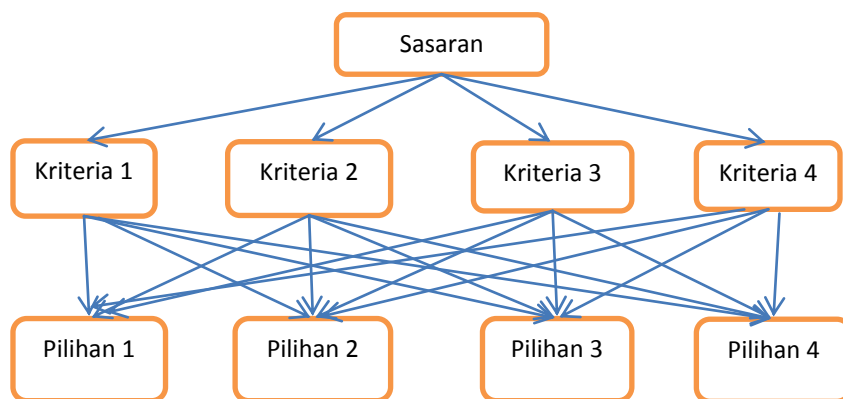 Sasaran
Kriteria 1
Kriteria 2
Kriteria 3
Kriteria 4
Pilihan 1
Pilihan 2
Pilihan 3
Pilihan 4